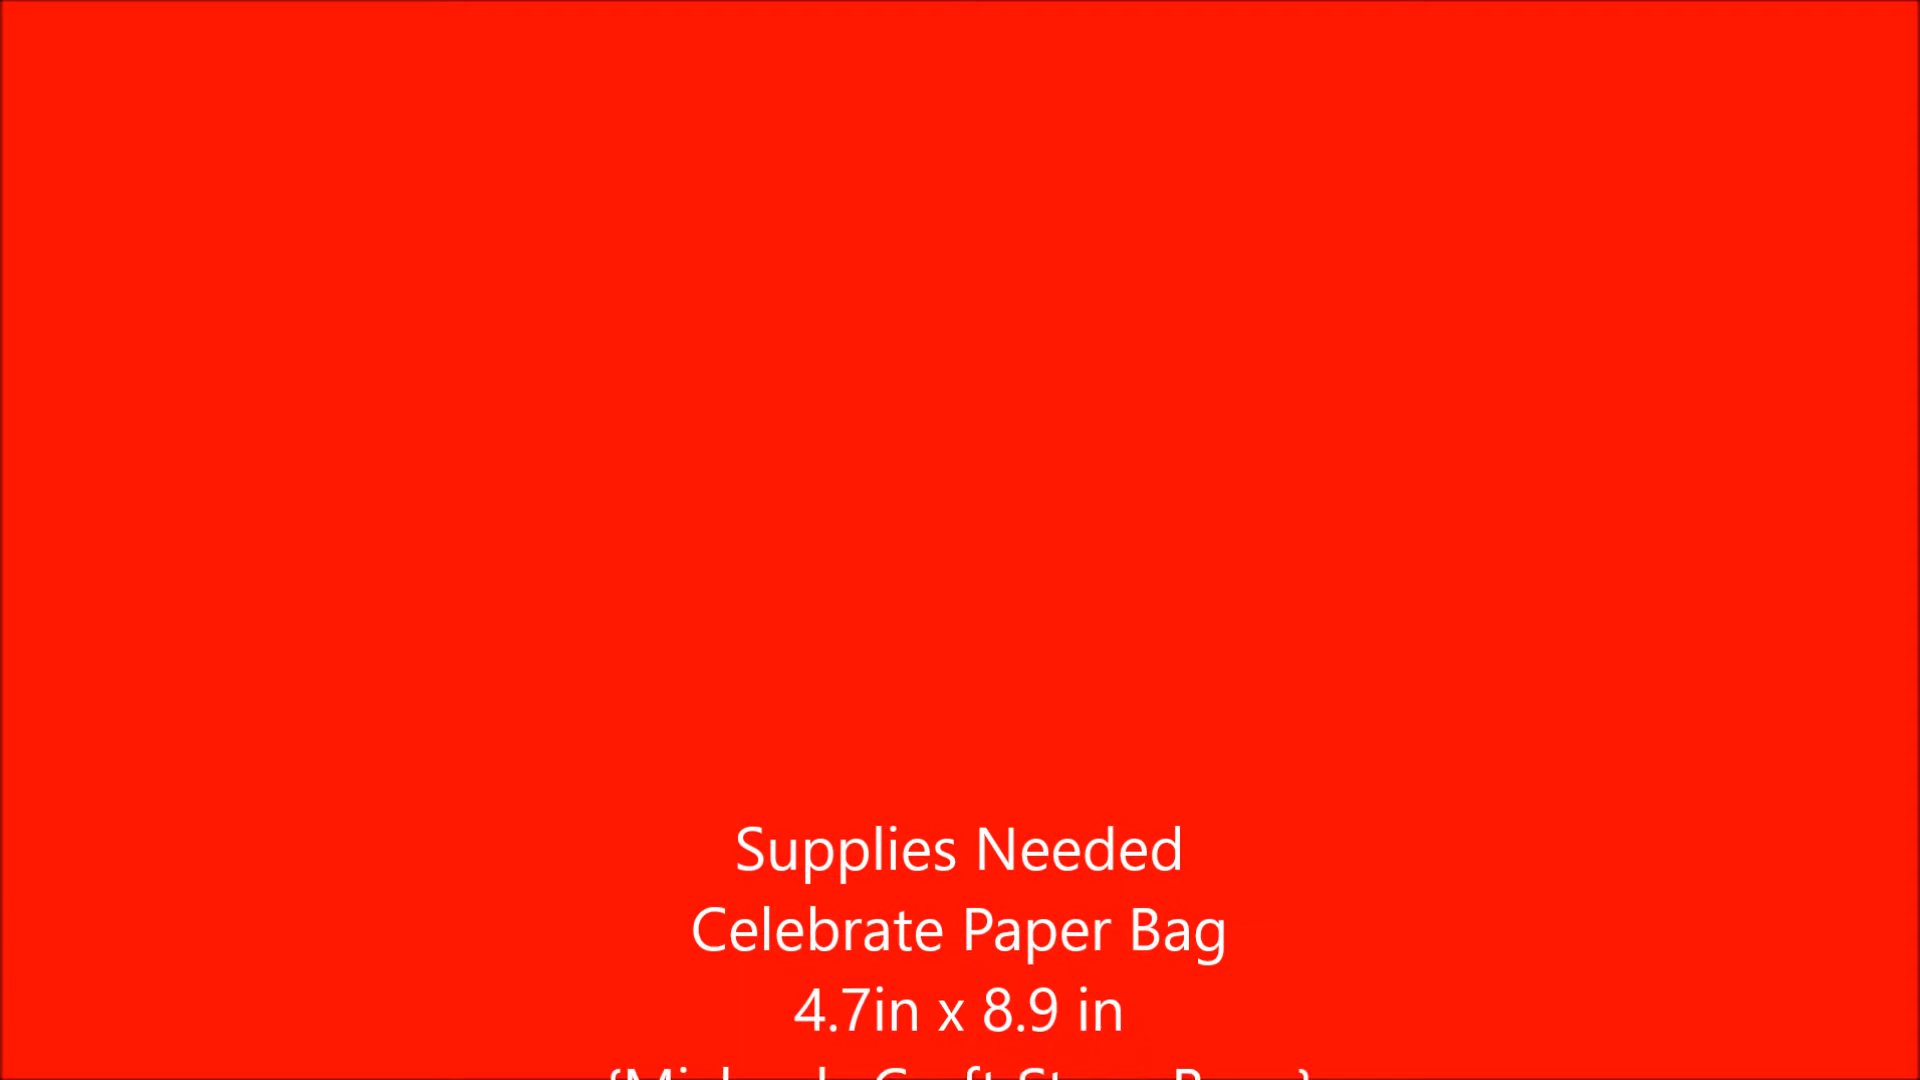 Supplies Needed
Celebrate Paper Bag
4.7in x 8.9 in